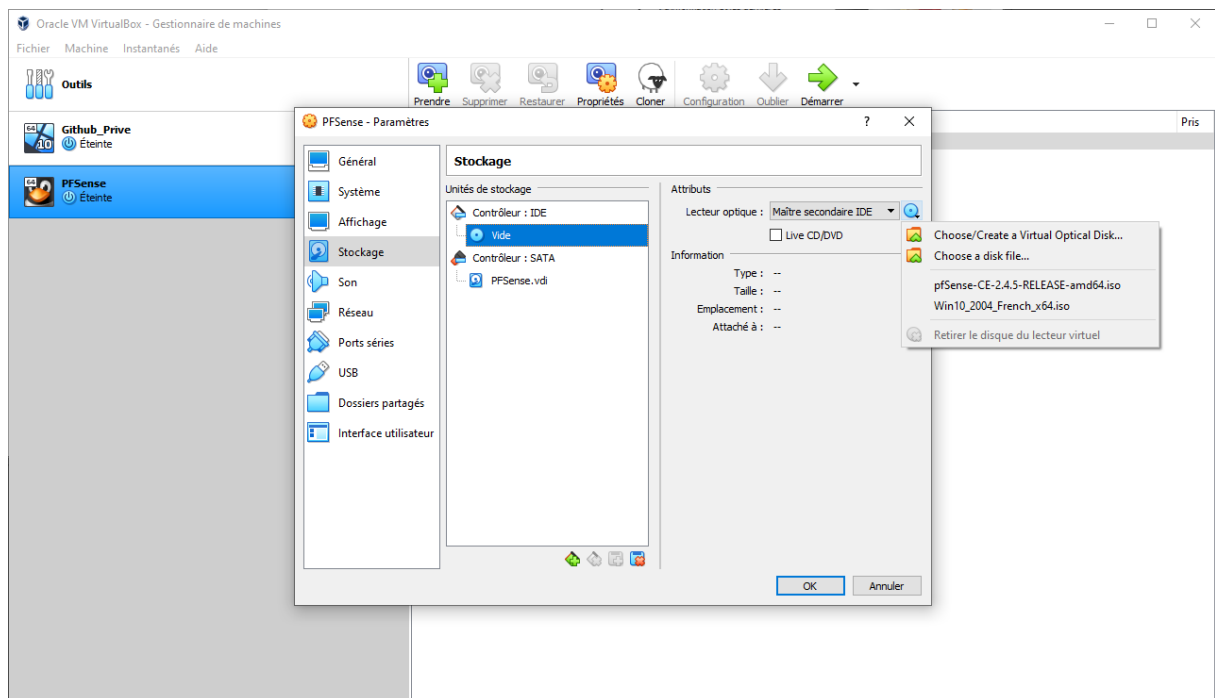 Oracle VM VirtualBox - Gestionnaire de machines
Fichier Machine Instantanés Aide
Outils
Prendre Supprimer Restaurer Propriétés Cloner Configuration Oublier Démarrer
Github_Prive
Éteinte
PFSense
Éteinte
Pris
PFSense - Paramètres
Général
Système
Affichage
Stockage
Son
Réseau
Ports séries
USB
Dossiers partagés
Interface utilisateur
Stockage
Unités de stockage
Contrôleur : IDE
Vide
Contrôleur : SATA
PFSense.vdi
Attributs
Lecteur optique : Maître secondaire IDE
Live CD/DVD
Information
Type : --
Taille : --
Emplacement : --
Attaché à : --
Choose/Create a Virtual Optical Disk...
Choose a disk file...
pfSense-CE-2.4.5-RELEASE-amd64.iso
Win10_2004_French_x64.iso
Retirer le disque du lecteur virtuel
OK Annuler